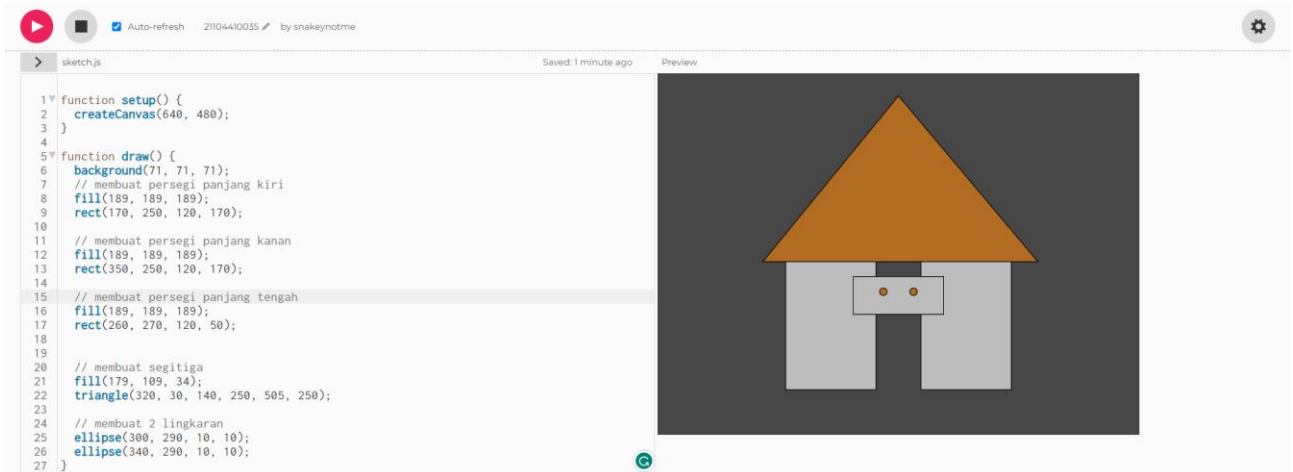 Auto-refresh 21104410035 by snakeynotme
sketch.js Saved: 1 minute ago Preview
1 function setup() {
2 createCanvas(640, 480);
3 }
4
5 function draw() {
6 background(71, 71, 71);
7 // membuat persegi panjang kiri
8 fill(189, 189, 189);
9 rect(170, 250, 120, 170);
10
11 // membuat persegi panjang kanan
12 fill(189, 189, 189);
13 rect(350, 250, 120, 170);
14
15 // membuat persegi panjang tengah
16 fill(189, 189, 189);
17 rect(260, 270, 120, 50);
18
19
20 // membuat segitiga
21 fill(179, 109, 34);
22 triangle(320, 30, 140, 250, 505, 250);
23
24 // membuat 2 lingkaran
25 ellipse(300, 290, 10, 10);
26 ellipse(340, 290, 10, 10);
27 }